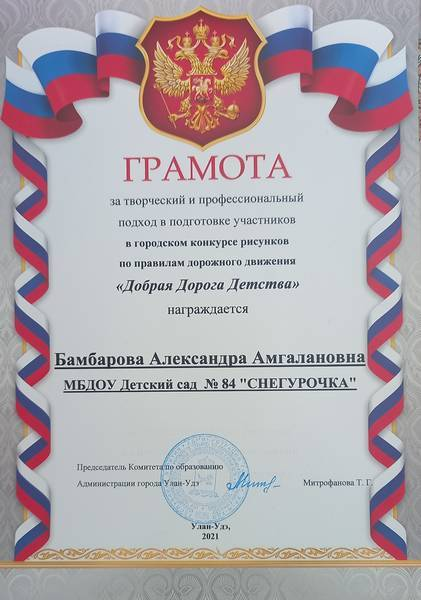 ГРАМОТА
за творческий и профессиональный
подход в подготовке участников
в городском конкурсе рисунков
по правилам дорожного движения
«Добрая Дорога Детства»
награждается
Бамбарова Александра Амгалановна
МБДОУ Детский сад № 84 "СНЕГУРОЧКА"
Председатель Комитета по образованию
Администрации города Улан-Удэ Митрофанова Т. Г.
Улан-Удэ,
2021